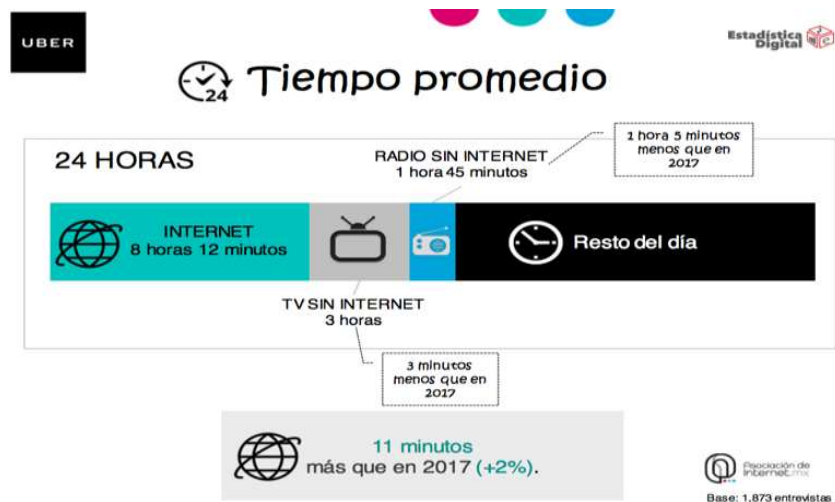 UBER
Estadística
Digital
24
Tiempo promedio
24 HORAS
RADIO SIN INTERNET
1 hora 45 minutos
1 hora 5 minutos
menos que en
2017
INTERNET
8 horas 12 minutos
Resto del día
TV SIN INTERNET
3 horas
3 minutos
menos que en
2017
11 minutos
más que en 2017 (+2%).
Asociación de
Internet.mx
Base: 1,873 entrevistas